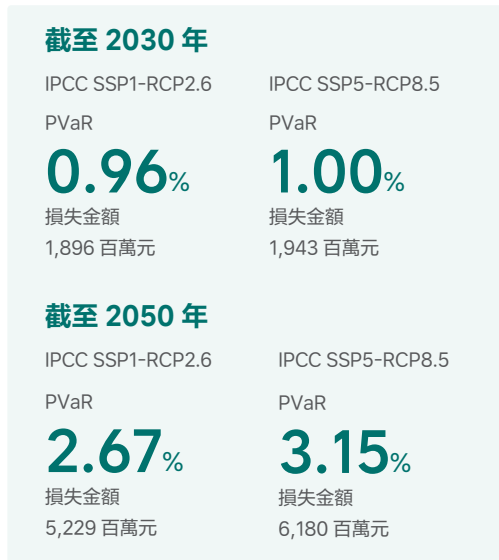 截至 2030 年
IPCC SSP1-RCP2.6
PVaR
0.96%
損失金額
1,896 百萬元
IPCC SSP5-RCP8.5
PVaR
1.00%
損失金額
1,943 百萬元
截至 2050 年
IPCC SSP1-RCP2.6
PVaR
2.67%
損失金額
5,229 百萬元
IPCC SSP5-RCP8.5
PVaR
3.15%
損失金額
6,180 百萬元